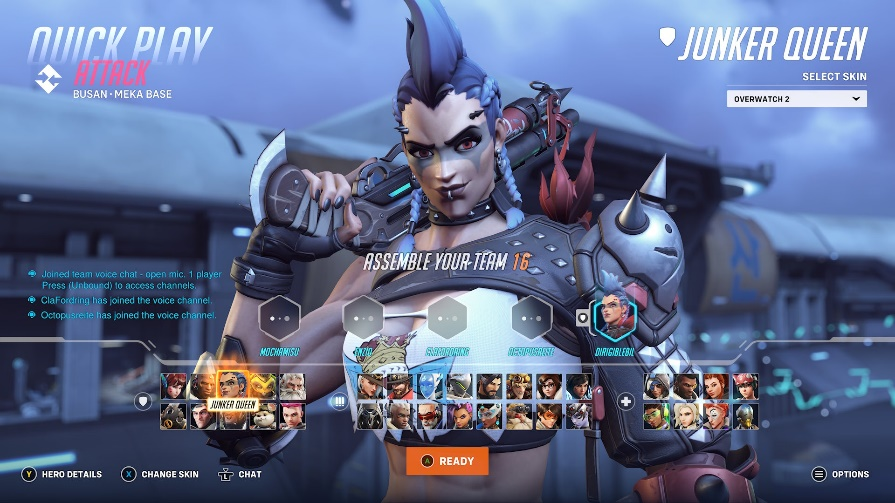 QUICK PLAY
ATTACK
BUSAN - MEKA BASE
JUNKER QUEEN
SELECT SKIN
OVERWATCH 2
ASSEMBLE YOUR TEAM 16
Joined team voice chat - open mic. 1 player
Press (Unbound) to access channels.
ClaFordring has joined the voice channel.
Octopusreite has joined the voice channel.
MOCHAMISU
CLAFORDRING
DIRIGIBLEBIL
JUNKER QUEEN
A READY
Y HERO DETAILS
X CHANGE SKIN
L CHAT
OPTIONS